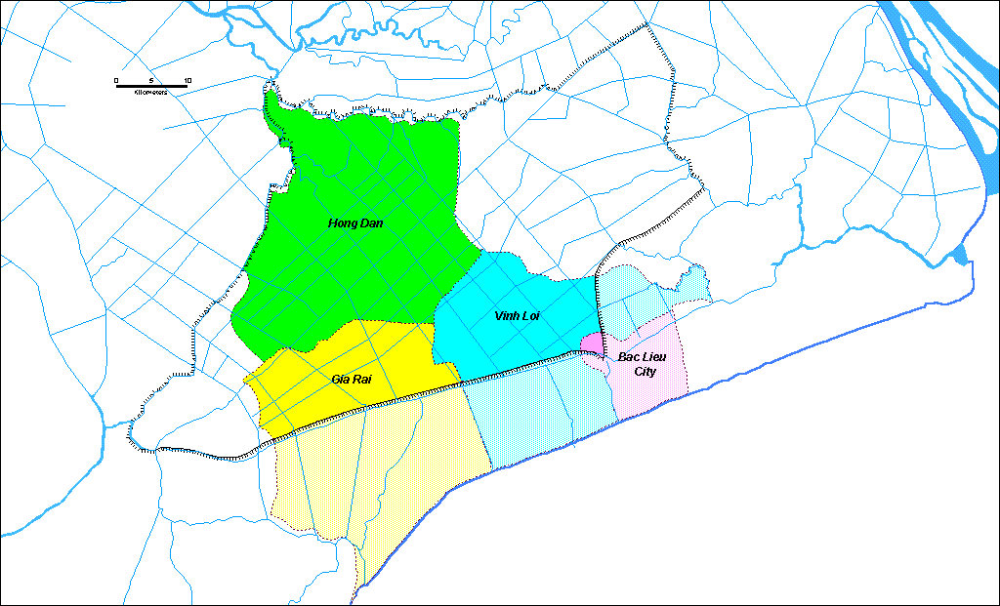 0 5 10
Kilometers
Hong Dan
Vinh Loi
Bac Lieu
City
Gia Rai